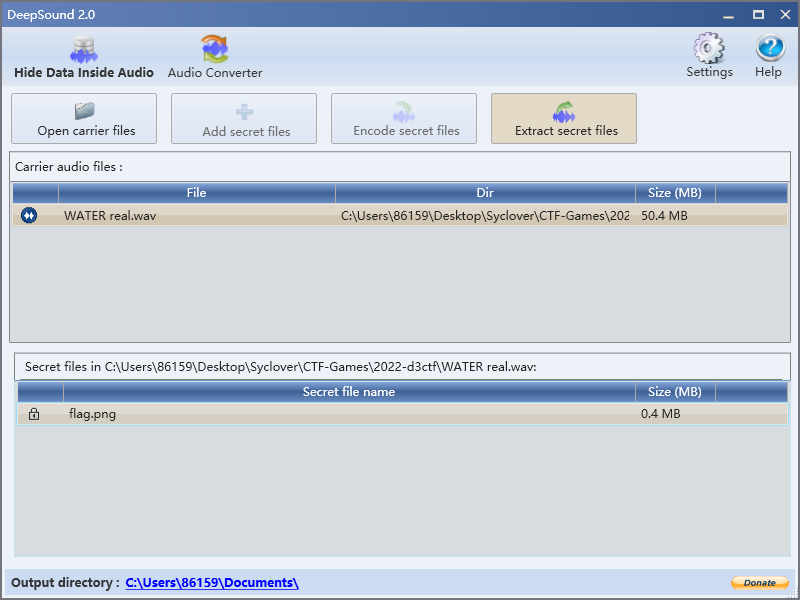 DeepSound 2.0
Hide Data Inside Audio Audio Converter Settings Help
Open carrier files Add secret files Encode secret files Extract secret files
Carrier audio files :
File Dir Size (MB)
WATER real.wav C:\Users\86159\Desktop\Syclover\CTF-Games\202 50.4 MB
Secret files in C:\Users\86159\Desktop\Syclover\CTF-Games\2022-d3ctf\WATER real.wav:
Secret file name Size (MB)
flag.png 0.4 MB
Output directory : C:\Users\86159\Documents\ Donate